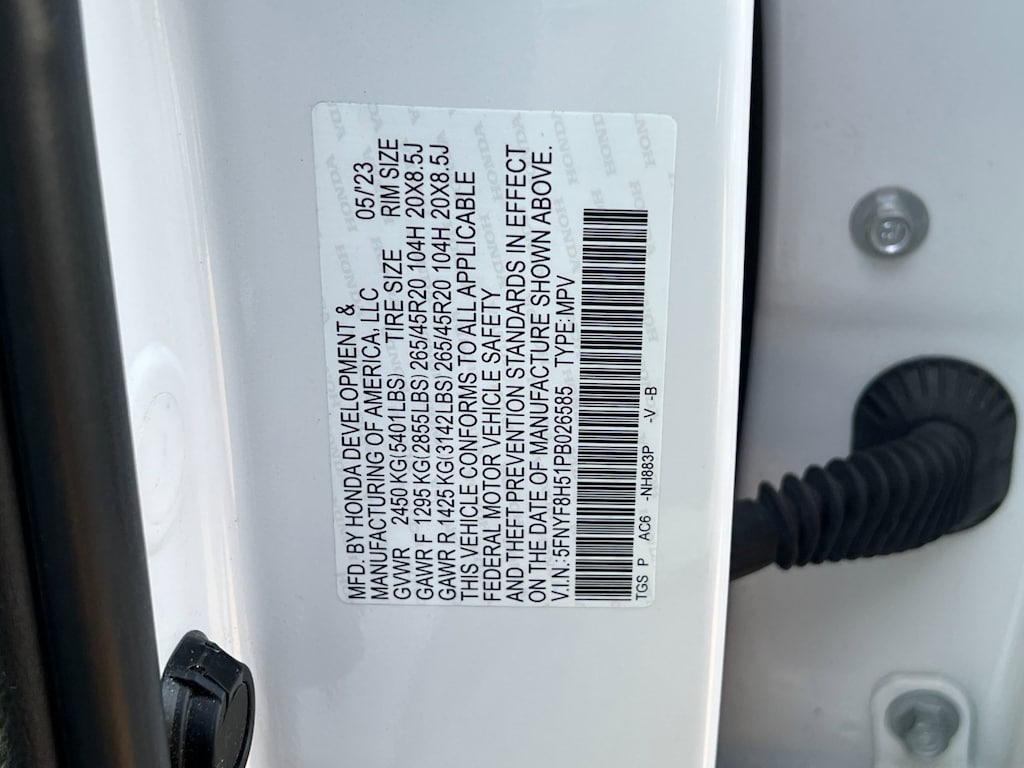 MFD. BY HONDA DEVELOPMENT &
MANUFACTURING OF AMERICA, LLC 05/'23
GVWR 2450 KG(5401LBS) TIRE SIZE RIM SIZE
GAWR F 1295 KG(2855LBS) 265/45R20 104H 20X8.5J
GAWR R 1425 KG(3142LBS) 265/45R20 104H 20X8.5J
THIS VEHICLE CONFORMS TO ALL APPLICABLE
FEDERAL MOTOR VEHICLE SAFETY
AND THEFT PREVENTION STANDARDS IN EFFECT
ON THE DATE OF MANUFACTURE SHOWN ABOVE.
V.I.N.: 5FNYF8H51PB026585 TYPE: MPV
TGS P AC6 -NH883P -V -B